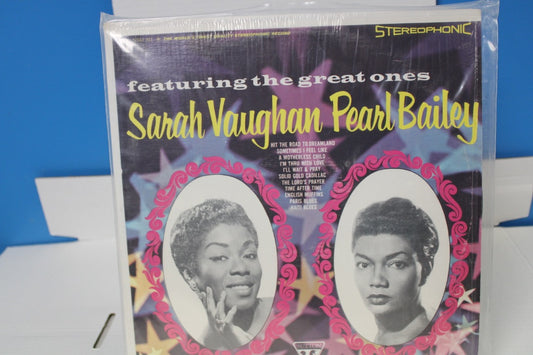 STEREOPHONIC
featuring the great ones
Sarah Vaughan Pearl Bailey
HIT THE ROAD TO DREAMLAND
SOMETIMES I FEEL LIKE
A MOTHERLESS CHILD
I'M THRU WITH LOVE
I'LL WAIT & PRAY
SOLID GOLD CADILLAC
THE LORD'S PRAYER
TIME AFTER TIME
ENGLISH MUFFINS
PARIS BLUES